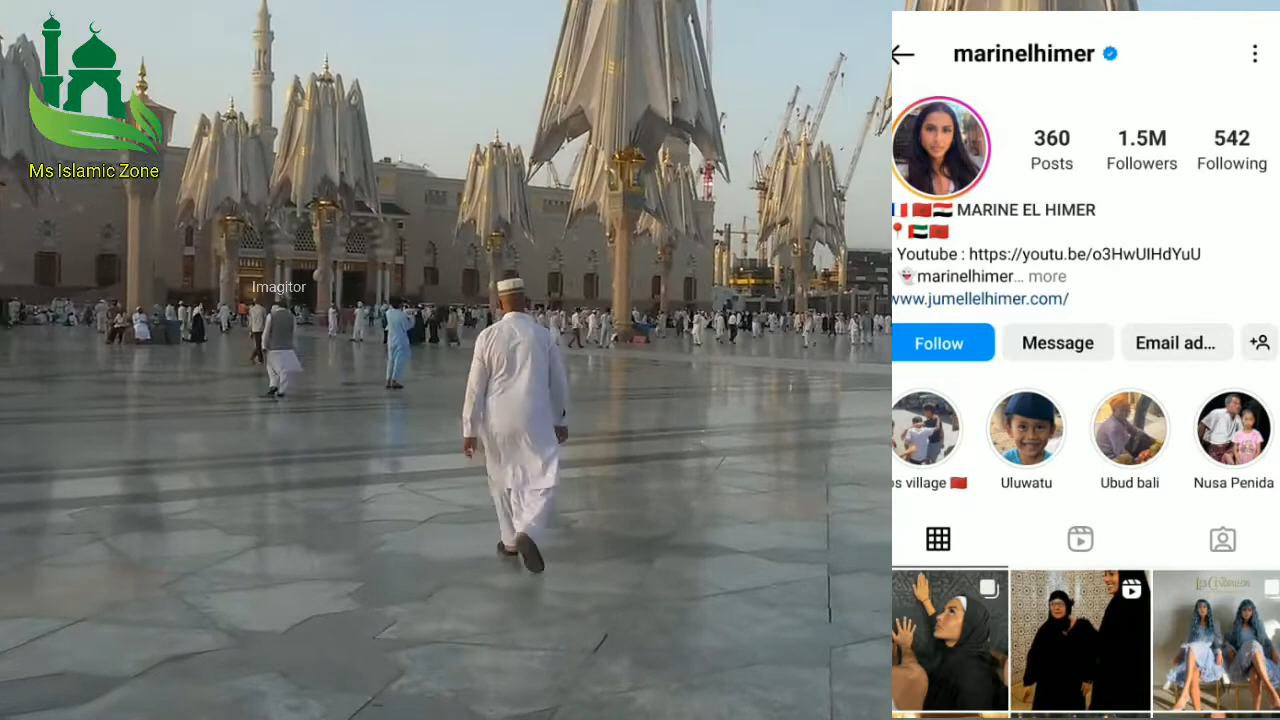 Ms Islamic Zone
Imagitor
marinelhimer
360 1.5M 542
Posts Followers Following
MARINE EL HIMER
Youtube : https://youtu.be/o3HwUIHdYuU
marinelhimer... more
www.jumellelhimer.com/
Follow Message Email ad...
village Uluwatu Ubud bali Nusa Penida